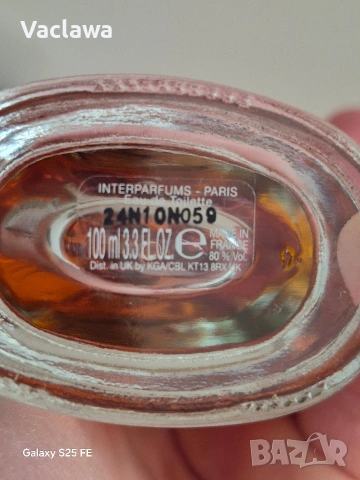 Vaclawa
INTERPARFUMS - PARIS
Eau de Toilette
24N10N059
100 ml 3.3 FL.OZ. e MADE IN FRANCE 80 % Vol.
Dist. in UK by KGA/CBL KT13 8RX UK
Galaxy S25 FE
BAZAR